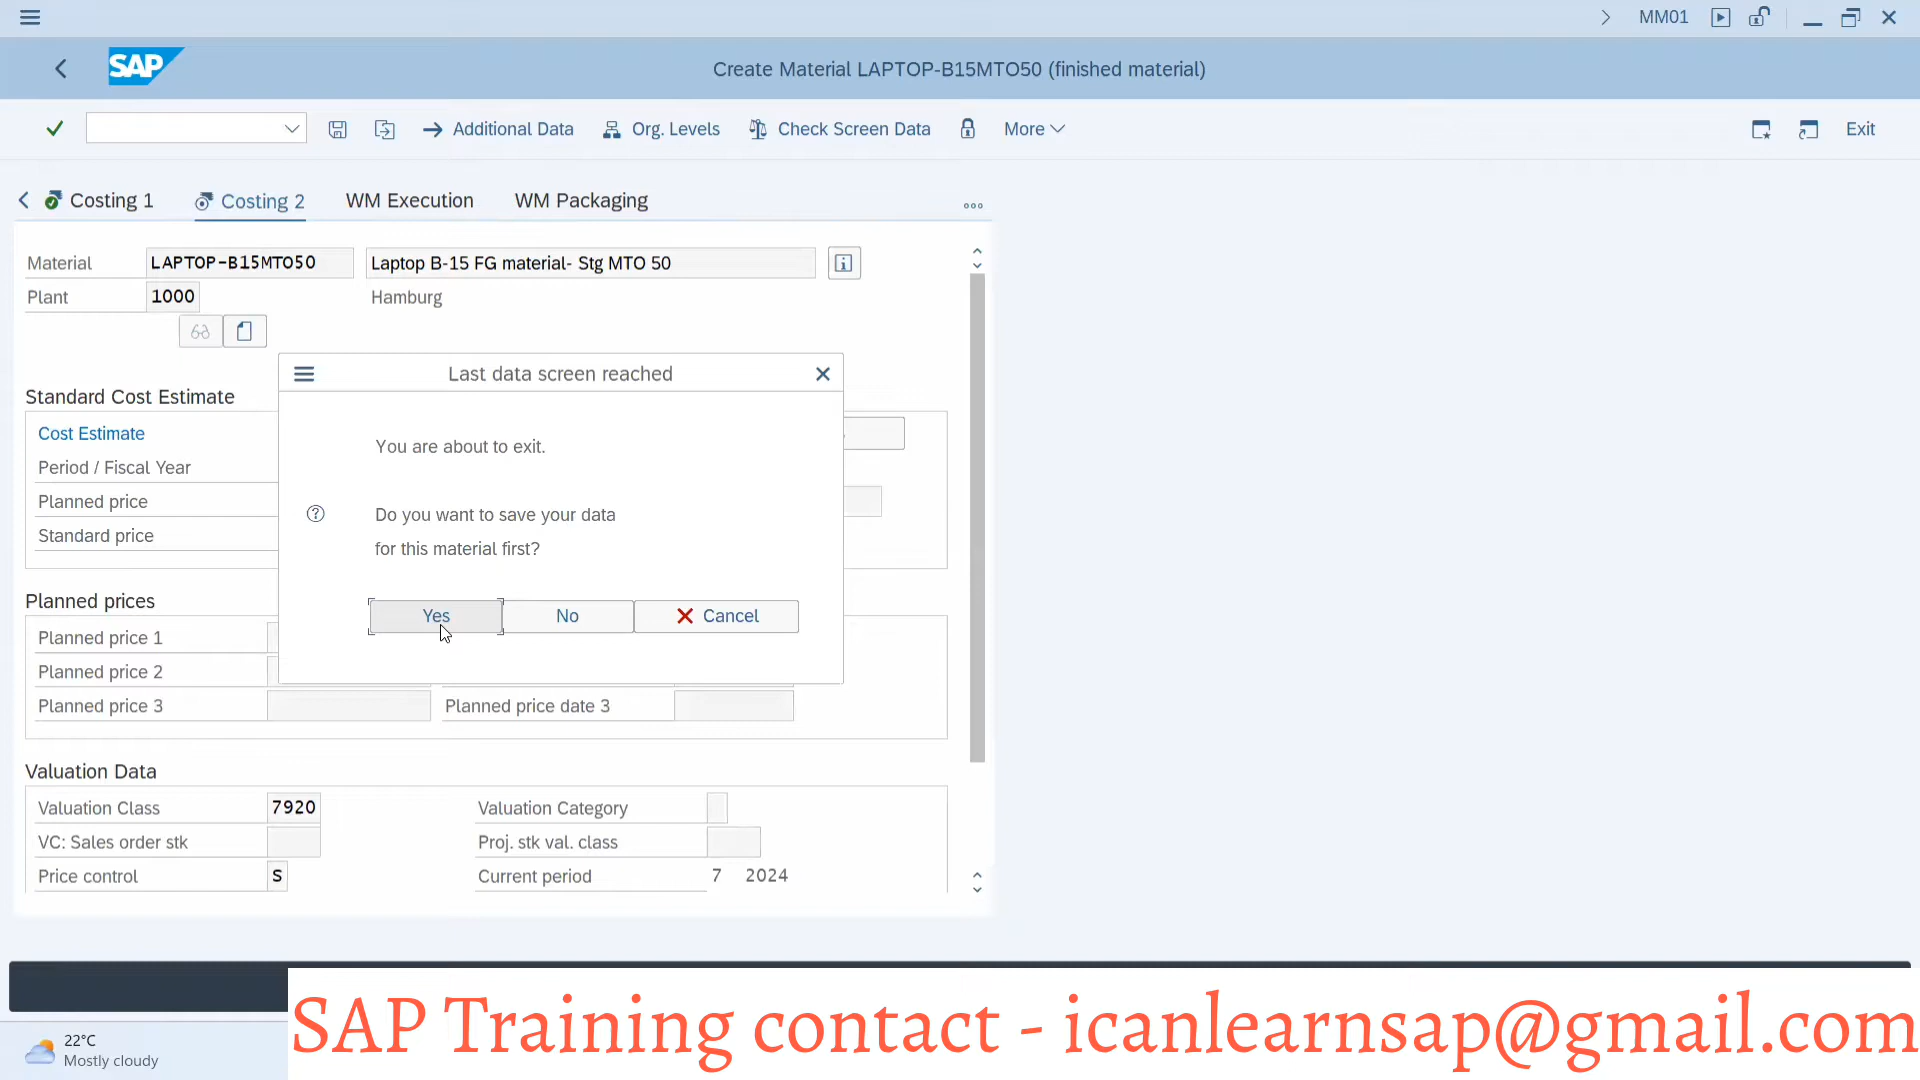 MM01
SAP
Create Material LAPTOP-B15MTO50 (finished material)
Additional Data
Org. Levels
Check Screen Data
More
Exit
Costing 1
Costing 2
WM Execution
WM Packaging
Material
LAPTOP-B15MTO50
Laptop B-15 FG material- Stg MTO 50
Plant
1000
Hamburg
Last data screen reached
Standard Cost Estimate
Cost Estimate
You are about to exit.
Period / Fiscal Year
Planned price
Do you want to save your data
Standard price
for this material first?
Planned prices
Yes
No
Cancel
Planned price 1
Planned price 2
Planned price 3
Planned price date 3
Valuation Data
Valuation Class
7920
Valuation Category
VC: Sales order stk
Proj. stk val. class
Price control
S
Current period
7 2024
SAP Training contact - icanlearnsap@gmail.com
22°C
Mostly cloudy